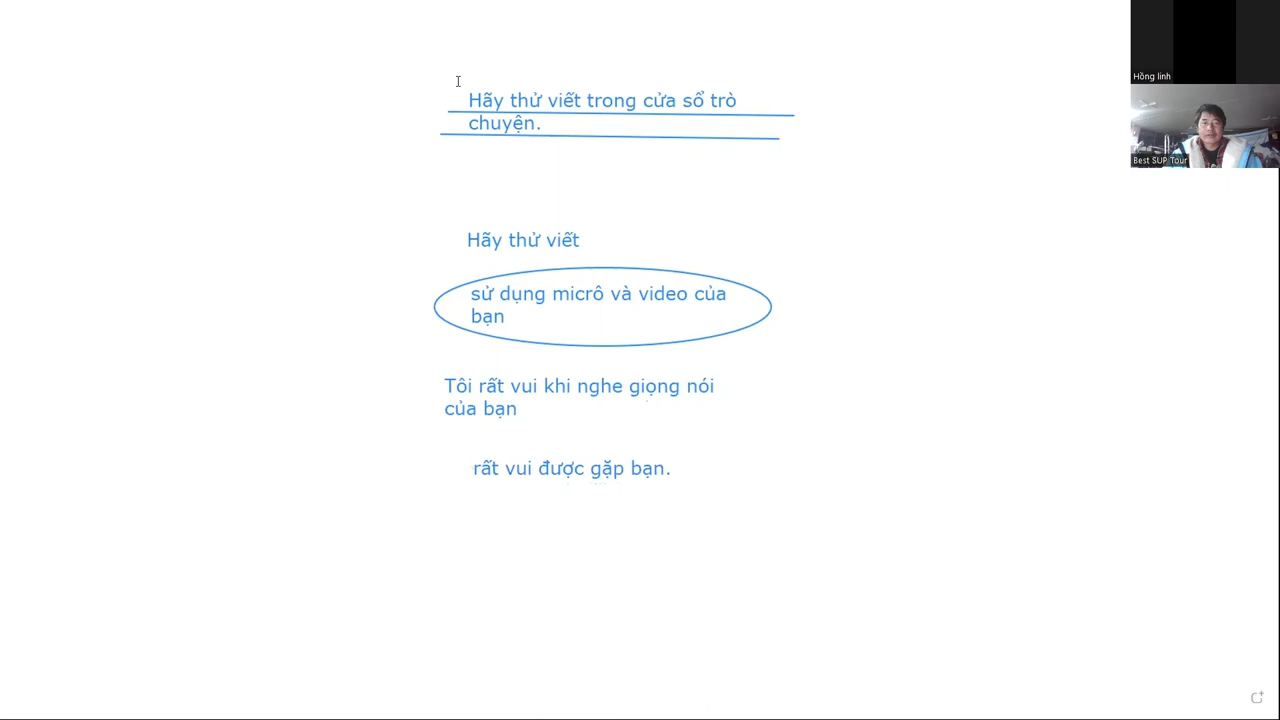 Hồng linh
Best SUP Tour
Hãy thử viết trong cửa sổ trò
chuyện.
Hãy thử viết
sử dụng micrô và video của
bạn
Tôi rất vui khi nghe giọng nói
của bạn
rất vui được gặp bạn.